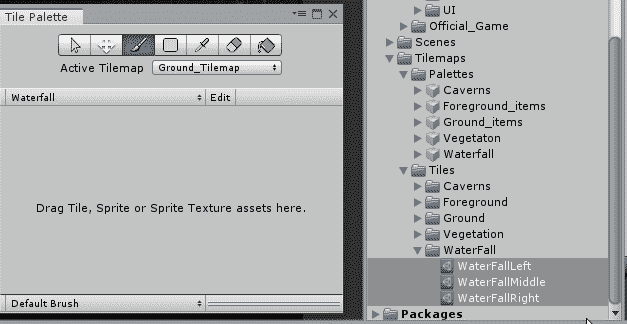 Tile Palette
Active Tilemap Ground_Tilemap
Waterfall Edit
Drag Tile, Sprite or Sprite Texture assets here.
Default Brush
UI
Official_Game
Scenes
Tilemaps
Palettes
Caverns
Foreground_items
Ground_items
Vegetaton
Waterfall
Tiles
Caverns
Foreground
Ground
Vegetation
WaterFall
WaterFallLeft
WaterFallMiddle
WaterFallRight
Packages